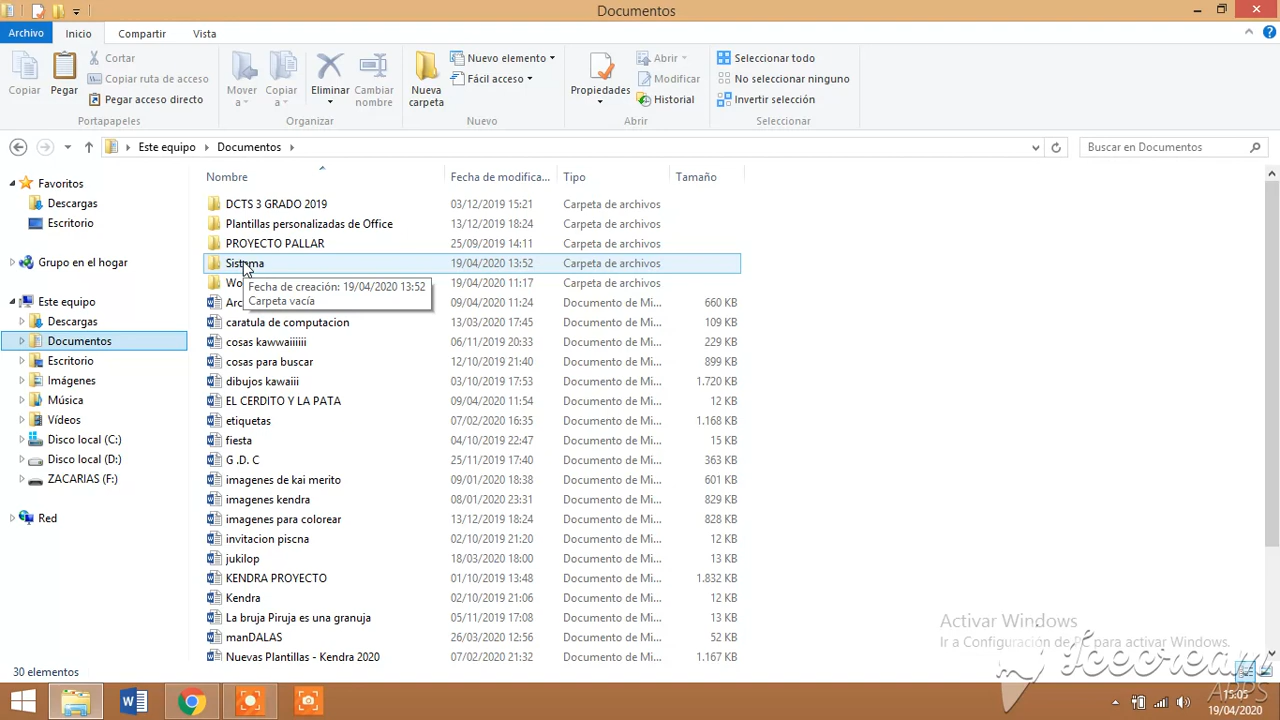 Documentos
Archivo Inicio Compartir Vista
Copiar
Pegar
Cortar
Copiar ruta de acceso
Pegar acceso directo
Portapapeles
Mover a
Copiar a
Eliminar
Cambiar nombre
Organizar
Nueva carpeta
Nuevo elemento
Fácil acceso
Nuevo
Propiedades
Abrir
Modificar
Historial
Abrir
Seleccionar todo
No seleccionar ninguno
Invertir selección
Seleccionar
Este equipo Documentos
Buscar en Documentos
Favoritos
Descargas
Escritorio
Grupo en el hogar
Este equipo
Descargas
Documentos
Escritorio
Imágenes
Música
Vídeos
Disco local (C:)
Disco local (D:)
ZACARIAS (F:)
Red
Nombre Fecha de modifica... Tipo Tamaño
DCTS 3 GRADO 2019 03/12/2019 15:21 Carpeta de archivos
Plantillas personalizadas de Office 13/12/2019 18:24 Carpeta de archivos
PROYECTO PALLAR 25/09/2019 14:11 Carpeta de archivos
Sistema 19/04/2020 13:52 Carpeta de archivos
Wo 19/04/2020 11:17 Carpeta de archivos
Fecha de creación: 19/04/2020 13:52
Carpeta vacía
Arc 09/04/2020 11:24 Documento de Mi... 660 KB
caratula de computacion 13/03/2020 17:45 Documento de Mi... 109 KB
cosas kawwaiiiiii 06/11/2019 20:33 Documento de Mi... 229 KB
cosas para buscar 12/10/2019 21:40 Documento de Mi... 899 KB
dibujos kawaiii 03/10/2019 17:53 Documento de Mi... 1.720 KB
EL CERDITO Y LA PATA 09/04/2020 11:54 Documento de Mi... 12 KB
etiquetas 07/02/2020 16:35 Documento de Mi... 1.168 KB
fiesta 04/10/2019 22:47 Documento de Mi... 15 KB
G .D. C 25/11/2019 17:40 Documento de Mi... 363 KB
imagenes de kai merito 09/01/2020 18:38 Documento de Mi... 601 KB
imagenes kendra 08/01/2020 23:31 Documento de Mi... 829 KB
imagenes para colorear 13/12/2019 18:24 Documento de Mi... 828 KB
invitacion piscna 02/10/2019 21:20 Documento de Mi... 12 KB
jukilop 18/03/2020 18:00 Documento de Mi... 13 KB
KENDRA PROYECTO 01/10/2019 13:48 Documento de Mi... 1.832 KB
Kendra 02/10/2019 21:06 Documento de Mi... 12 KB
La bruja Piruja es una granuja 05/11/2019 17:08 Documento de Mi... 13 KB
manDALAS 26/03/2020 12:56 Documento de Mi... 52 KB
Nuevas Plantillas - Kendra 2020 07/02/2020 21:32 Documento de Mi... 1.167 KB
Activar Windows
Ir a Configuración de PC para activar Windows.
Icecream
APPS
30 elementos
15:05
19/04/2020